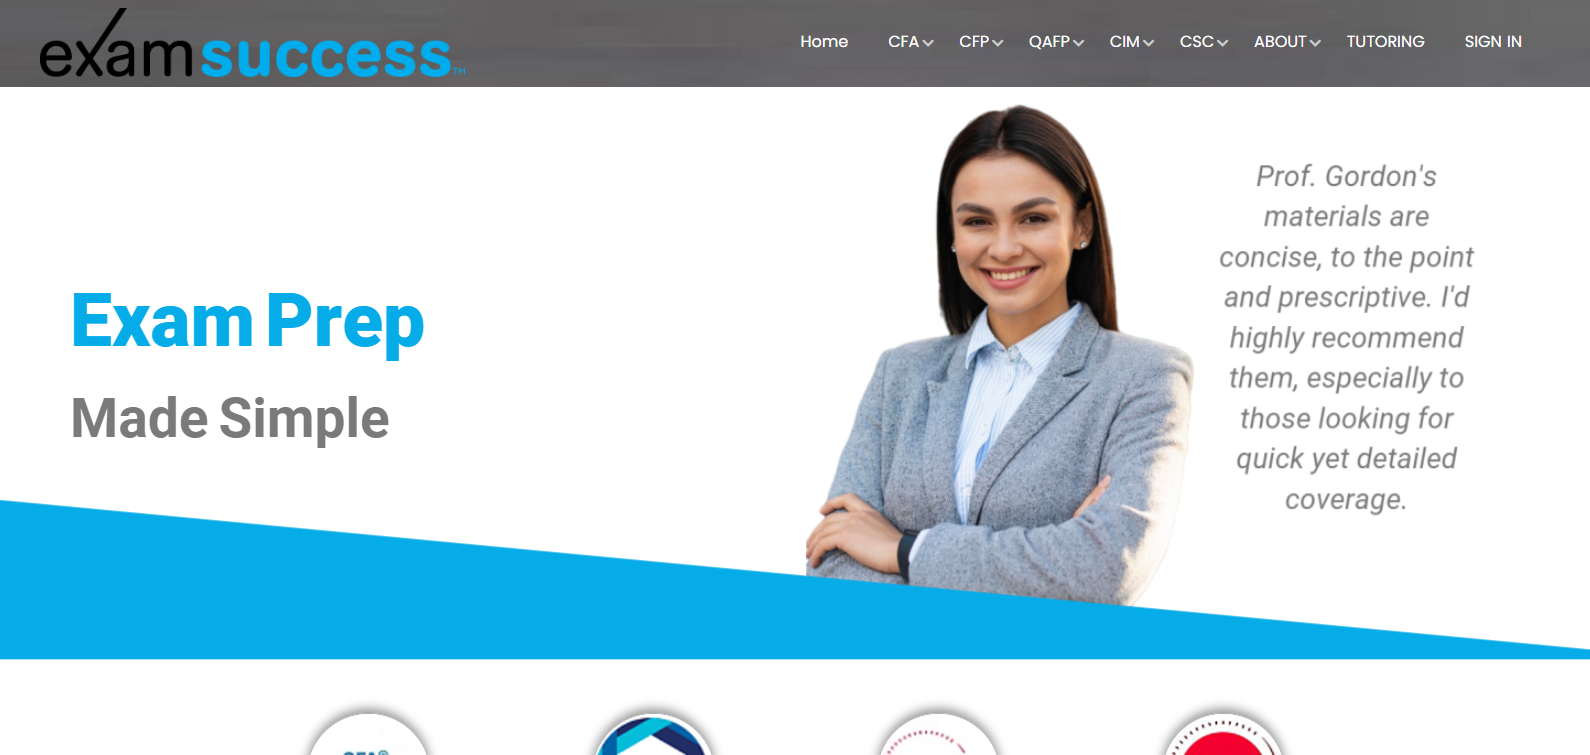 examsuccess™
Home CFA CFP QAFP CIM CSC ABOUT TUTORING SIGN IN
Exam Prep
Made Simple
Prof. Gordon's
materials are
concise, to the point
and prescriptive. I'd
highly recommend
them, especially to
those looking for
quick yet detailed
coverage.